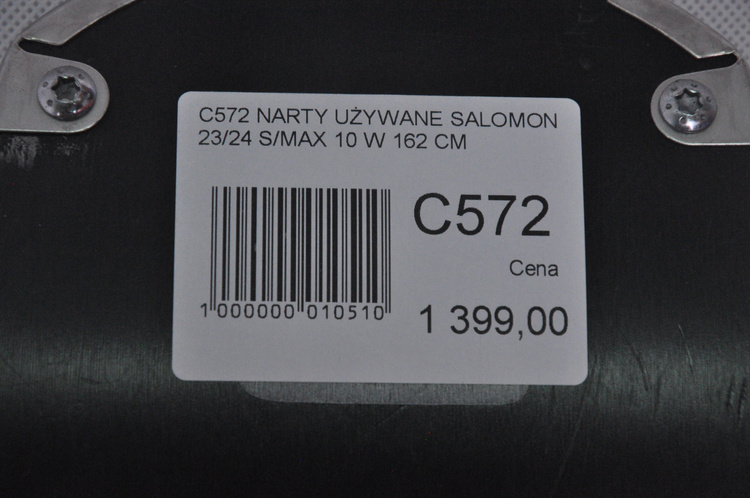 C572 NARTY UŻYWANE SALOMON
23/24 S/MAX 10 W 162 CM
C572
Cena
1 000000 010510
1 399,00